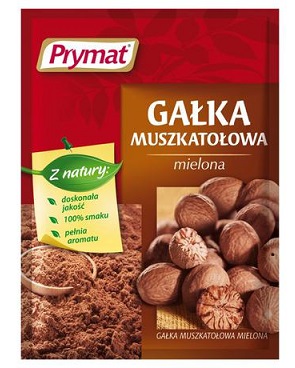 Prymat
GAŁKA
MUSZKATOŁOWA
mielona
Z natury:
doskonała
jakość
100% smaku
pełnia
aromatu
GAŁKA MUSZKATOŁOWA MIELONA